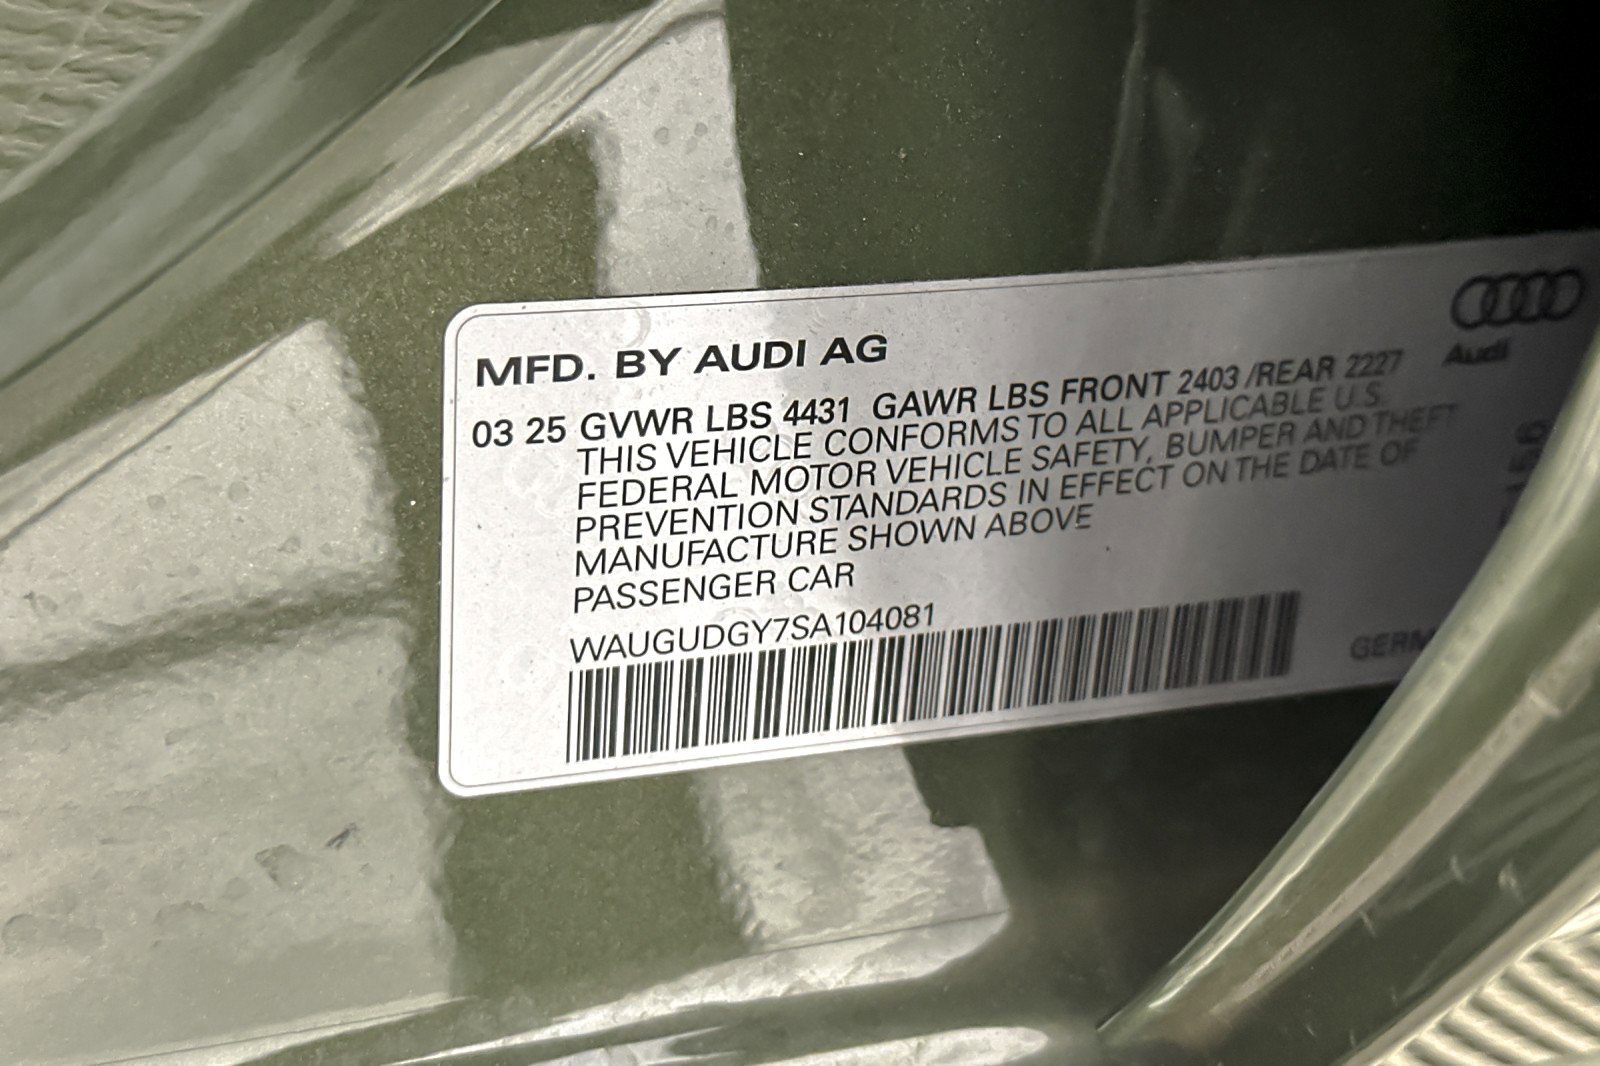 MFD. BY AUDI AG
Audi
03 25 GVWR LBS 4431 GAWR LBS FRONT 2403 /REAR 2227
THIS VEHICLE CONFORMS TO ALL APPLICABLE U.S.
FEDERAL MOTOR VEHICLE SAFETY, BUMPER AND THEFT
PREVENTION STANDARDS IN EFFECT ON THE DATE OF
MANUFACTURE SHOWN ABOVE
PASSENGER CAR
WAUGUDGY7SA104081